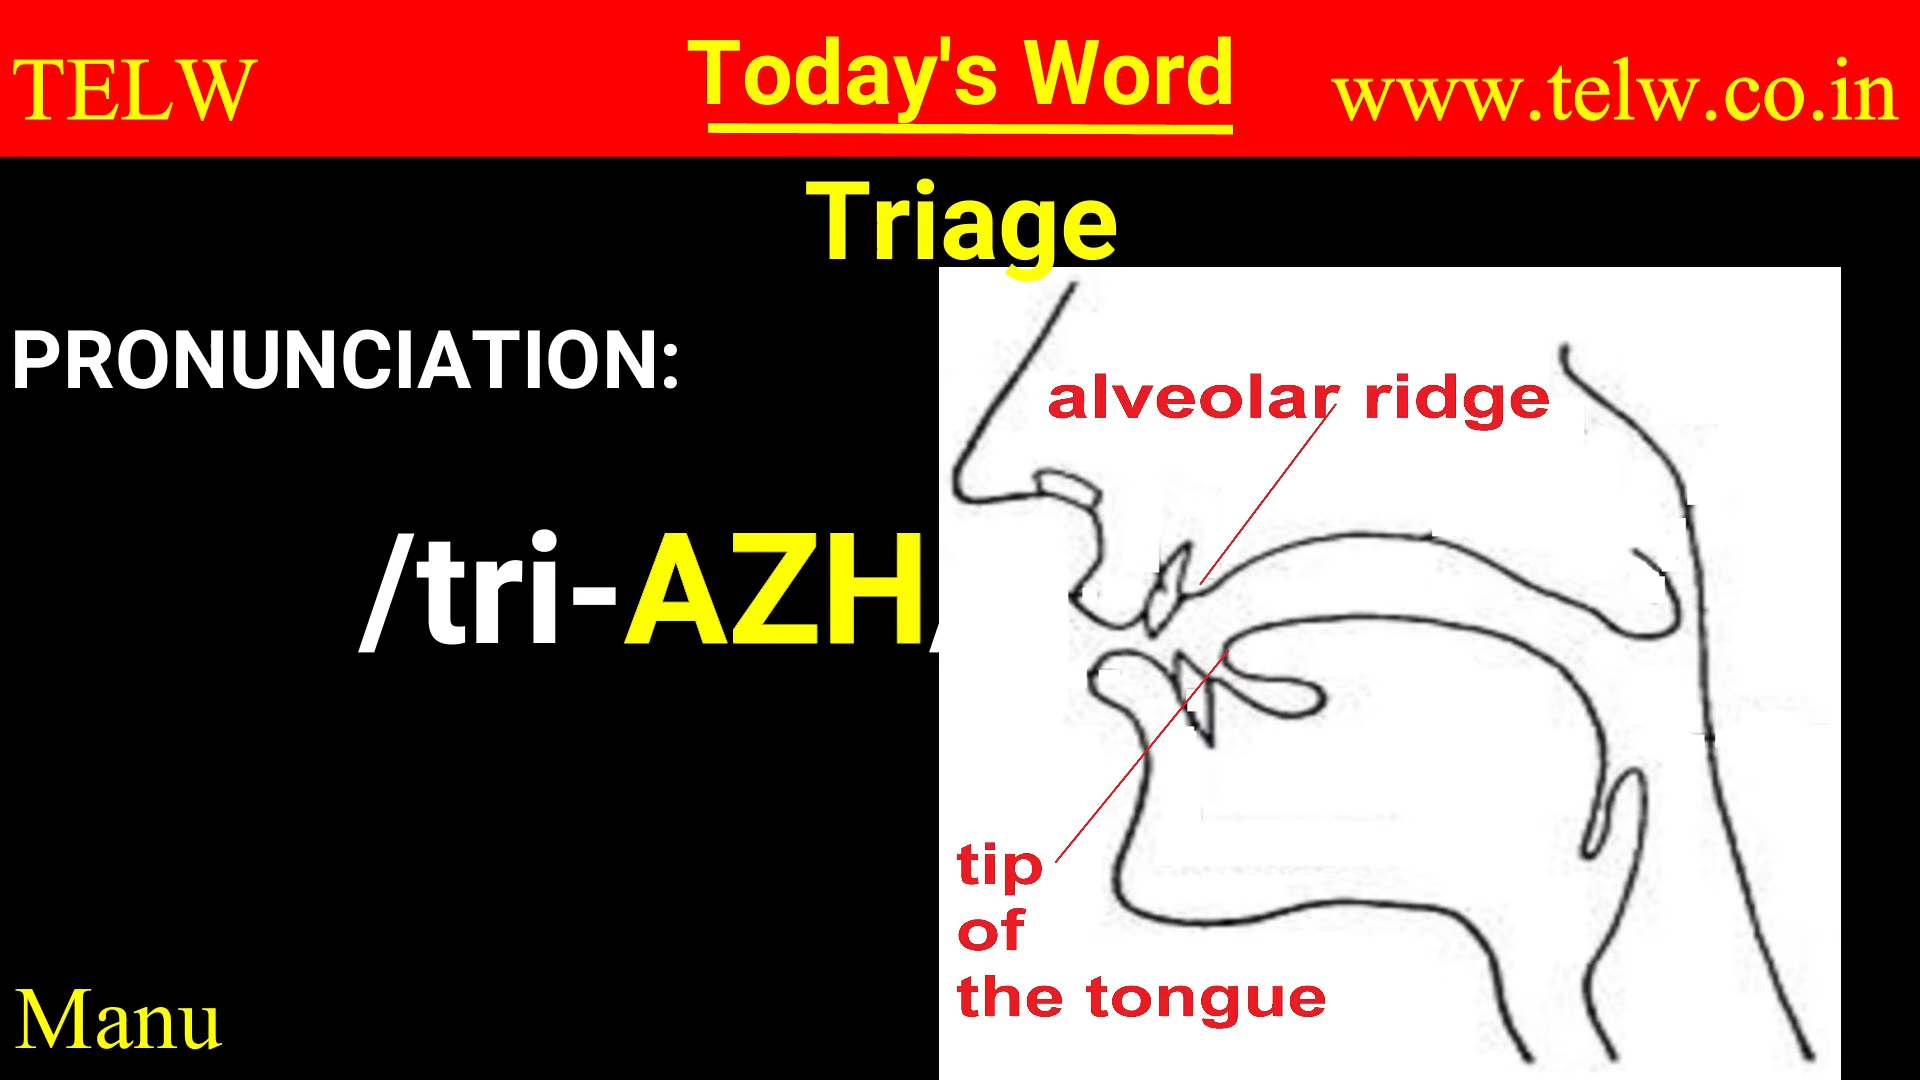 TELW
Today's Word
www.telw.co.in
Triage
PRONUNCIATION:
/tri-AZH/
alveolar ridge
tip
of
the tongue
Manu